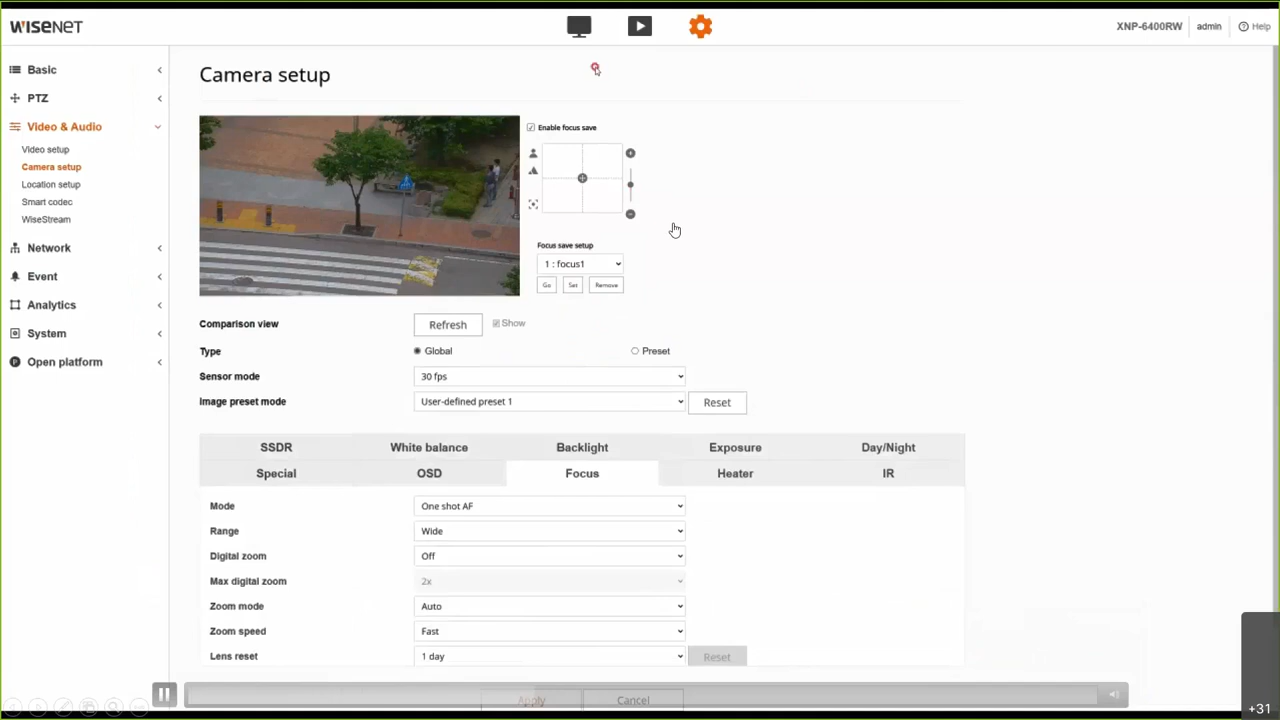 WISENET
XNP-6400RW
admin
Help
Basic
PTZ
Video & Audio
Video setup
Camera setup
Location setup
Smart codec
WiseStream
Network
Event
Analytics
System
Open platform
Camera setup
Enable focus save
Focus save setup
1 : focus1
Go Set Remove
Comparison view Refresh Show
Type Global Preset
Sensor mode 30 fps
Image preset mode User-defined preset 1 Reset
SSDR White balance Backlight Exposure Day/Night
Special OSD Focus Heater IR
Mode One shot AF
Range Wide
Digital zoom Off
Max digital zoom 2x
Zoom mode Auto
Zoom speed Fast
Lens reset 1 day Reset
Apply Cancel
+31